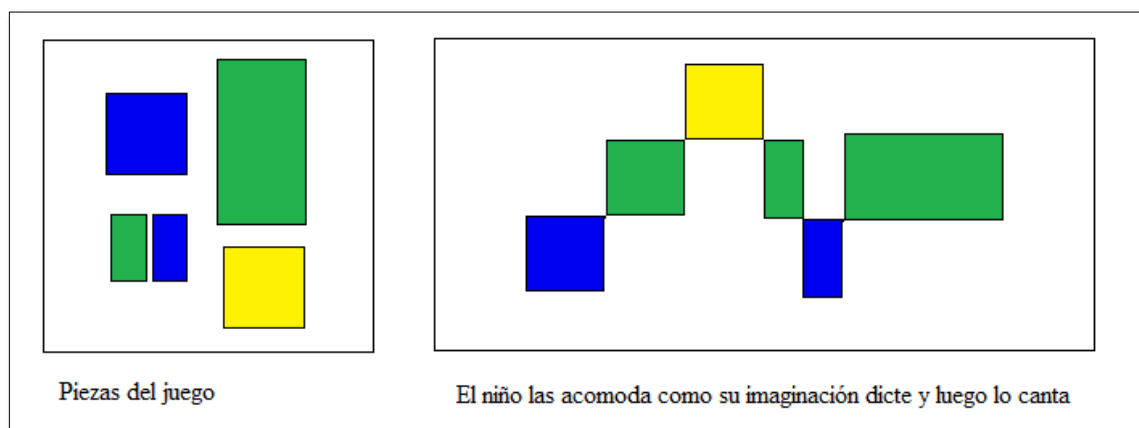 Piezas del juego
El niño las acomoda como su imaginación dicte y luego lo canta